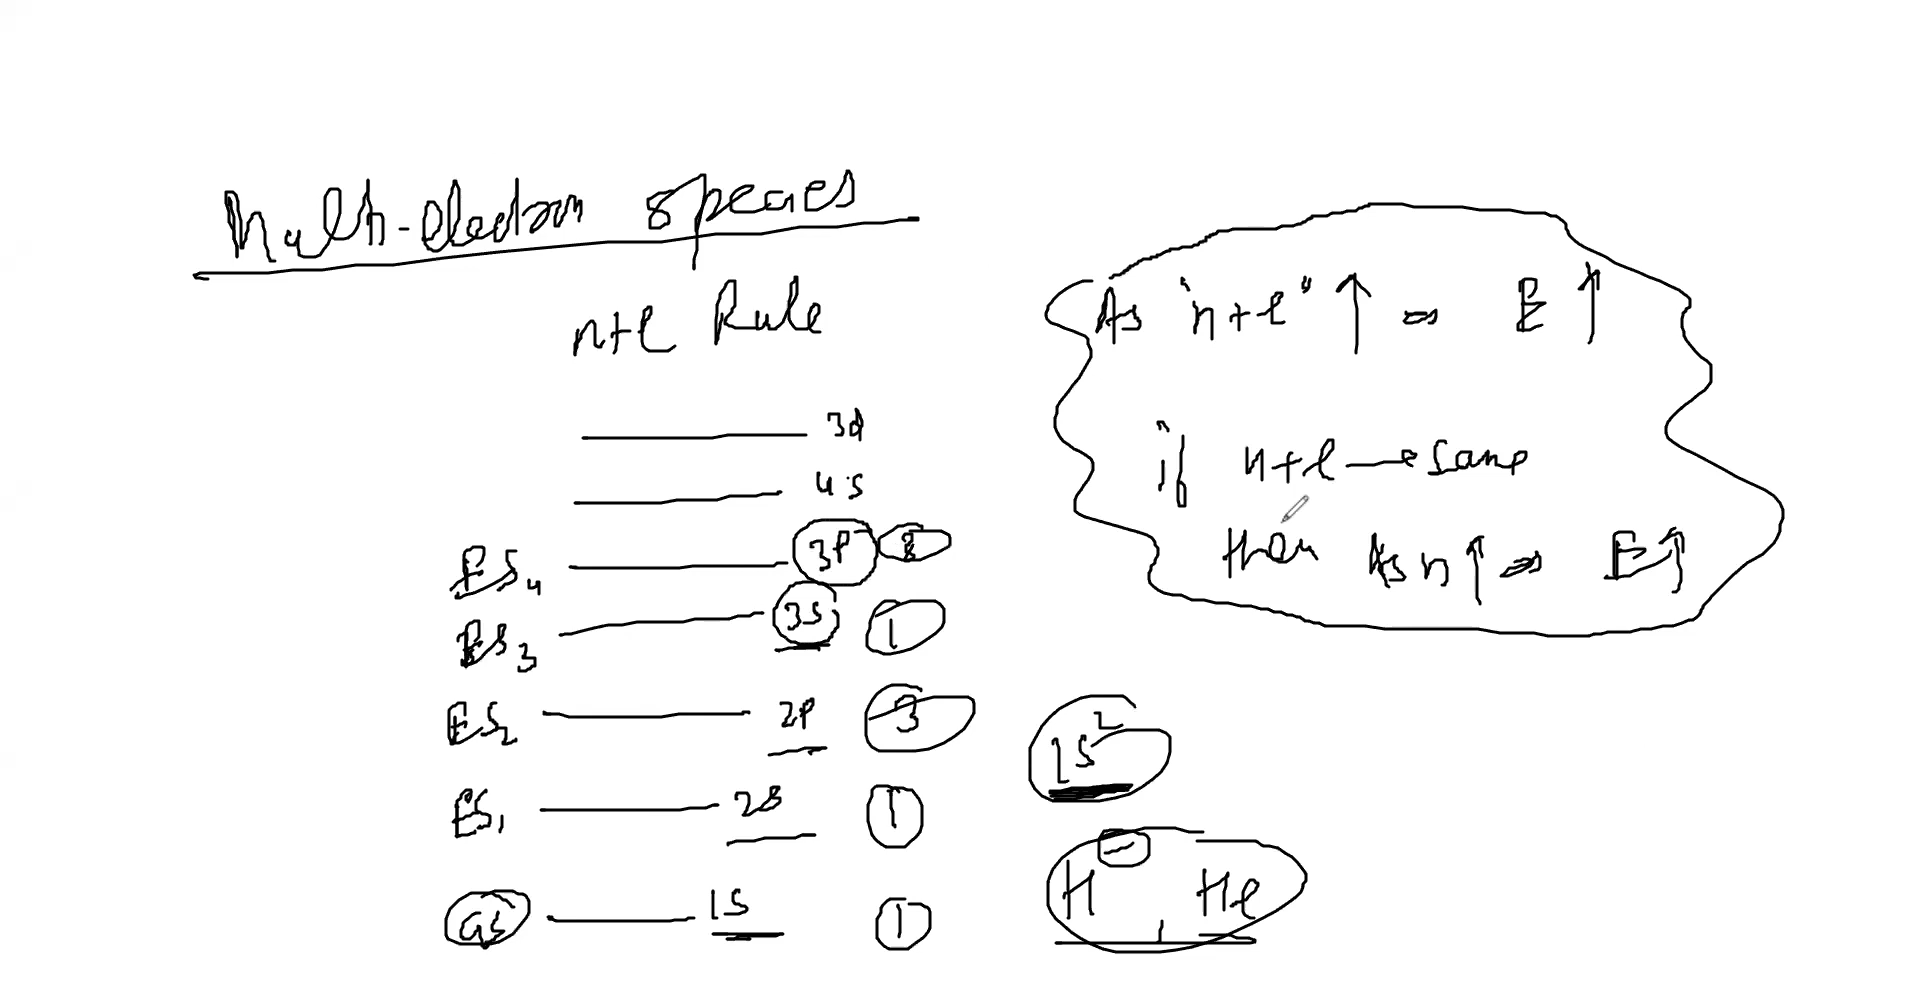 Multi-electron species
n+l Rule
As "n+l" ↑ ⇒ E ↑
3d
4s
if n+l → same
ES4 3p 3
then As n ↑ ⇒ E ↑
ES3 3s 1
ES2 2p 3
1s²
ES1 2s 1
GS 1s 1
H⁻, He